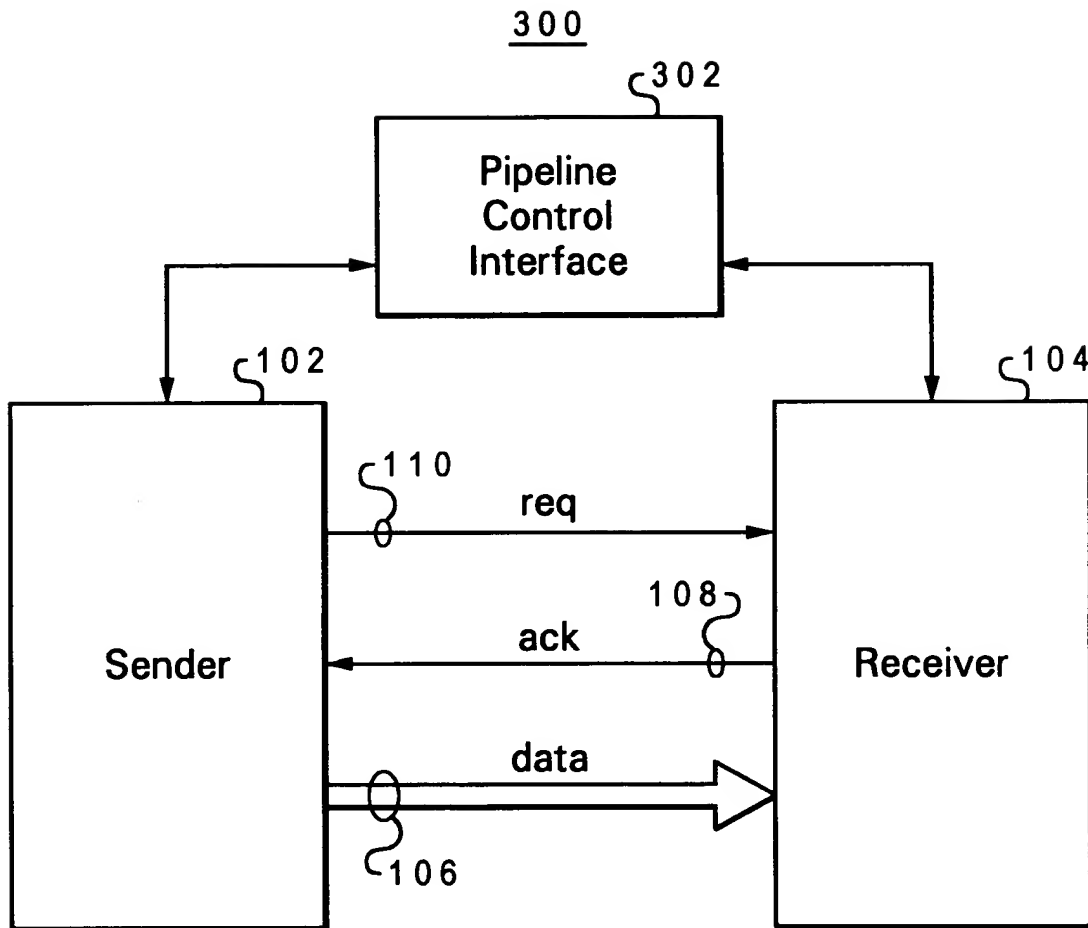 300
302
Pipeline
Control
Interface
102
104
110
req
108
ack
Sender
Receiver
data
106